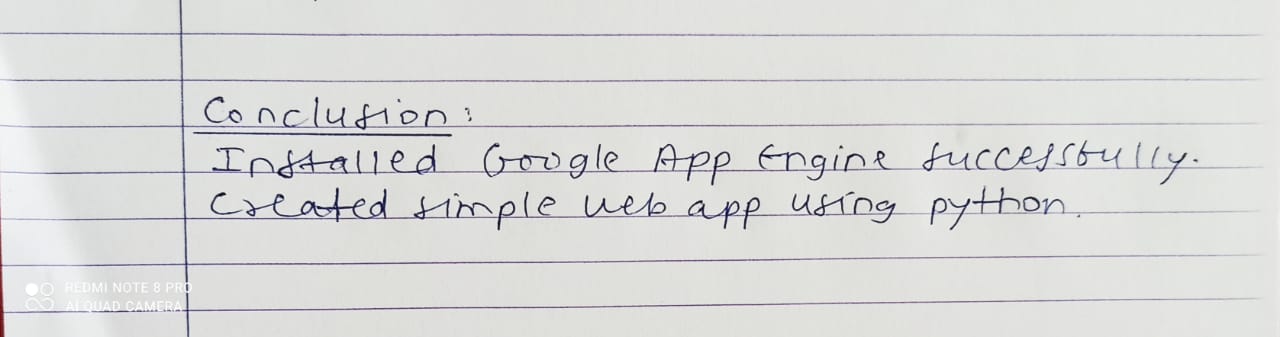 Conclusion:
Installed Google App Engine successfully.
Created simple web app using python.
REDMI NOTE 8 PRO
AI QUAD CAMERA